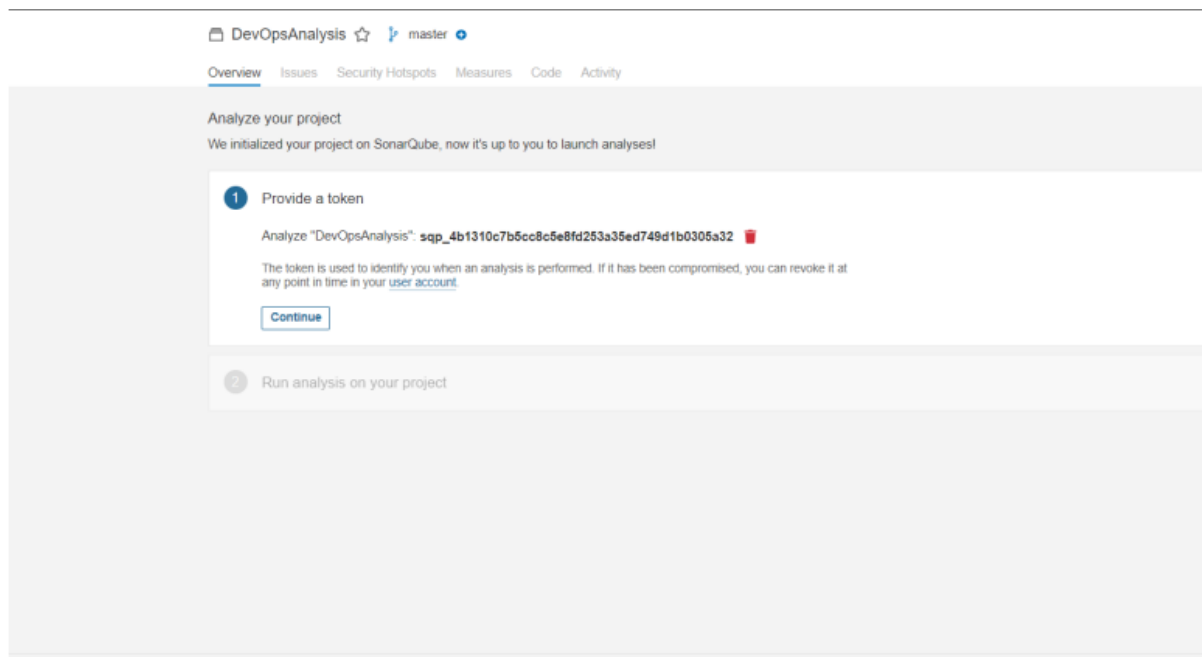 DevOpsAnalysis master
Overview Issues Security Hotspots Measures Code Activity
Analyze your project
We initialized your project on SonarQube, now it's up to you to launch analyses!
1 Provide a token
Analyze "DevOpsAnalysis": sqp_4b1310c7b5cc8c5e8fd253a35ed749d1b0305a32
The token is used to identify you when an analysis is performed. If it has been compromised, you can revoke it at
any point in time in your user account.
Continue
2 Run analysis on your project